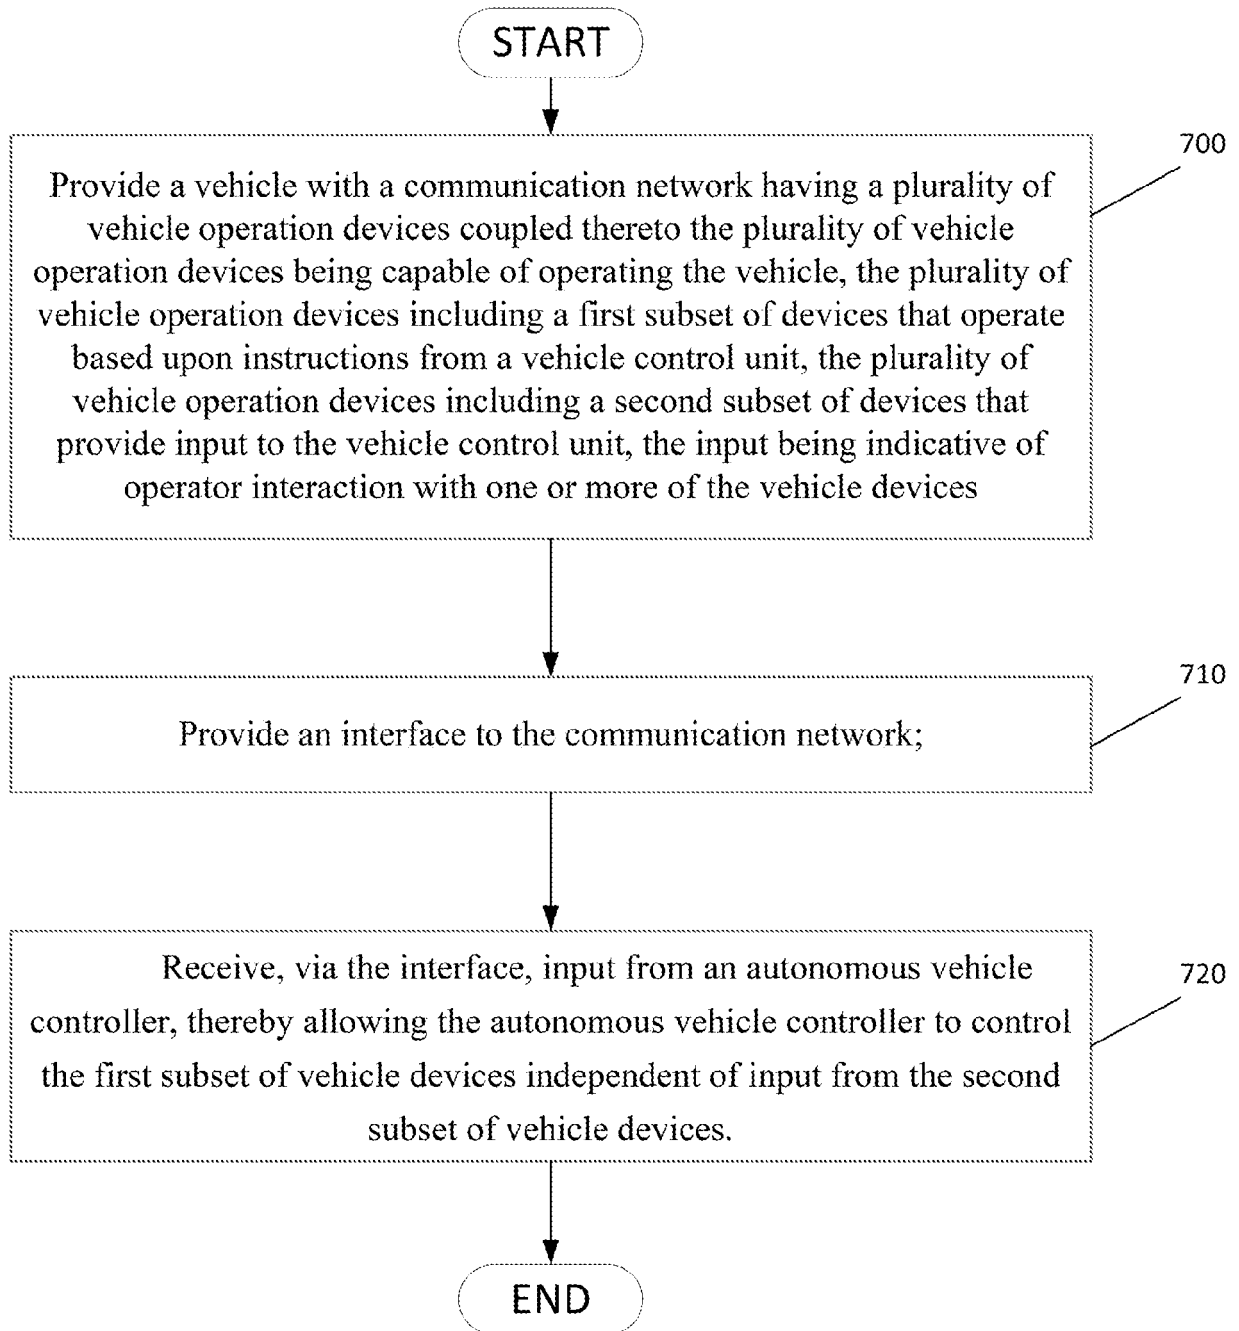 START
700
Provide a vehicle with a communication network having a plurality of
vehicle operation devices coupled thereto the plurality of vehicle
operation devices being capable of operating the vehicle, the plurality of
vehicle operation devices including a first subset of devices that operate
based upon instructions from a vehicle control unit, the plurality of
vehicle operation devices including a second subset of devices that
provide input to the vehicle control unit, the input being indicative of
operator interaction with one or more of the vehicle devices
710
Provide an interface to the communication network;
720
Receive, via the interface, input from an autonomous vehicle
controller, thereby allowing the autonomous vehicle controller to control
the first subset of vehicle devices independent of input from the second
subset of vehicle devices.
END